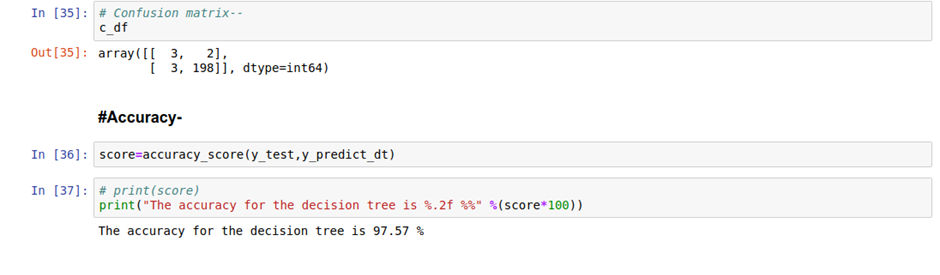 In [35]: # Confusion matrix--
c_df
Out[35]: array([[  3,   2],
       [  3, 198]], dtype=int64)
#Accuracy-
In [36]: score=accuracy_score(y_test,y_predict_dt)
In [37]: # print(score)
print("The accuracy for the decision tree is %.2f %%" %(score*100))
The accuracy for the decision tree is 97.57 %